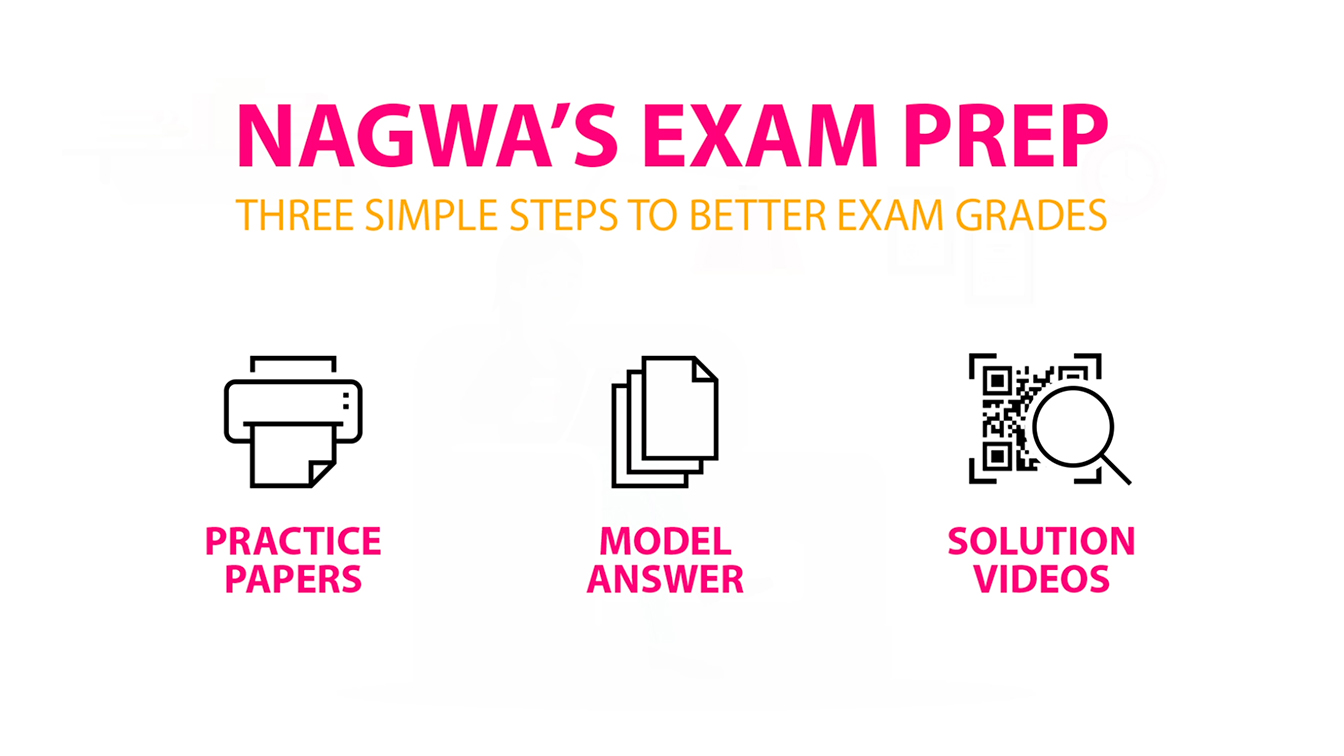 NAGWA’S EXAM PREP
THREE SIMPLE STEPS TO BETTER EXAM GRADES
PRACTICE
PAPERS
MODEL
ANSWER
SOLUTION
VIDEOS